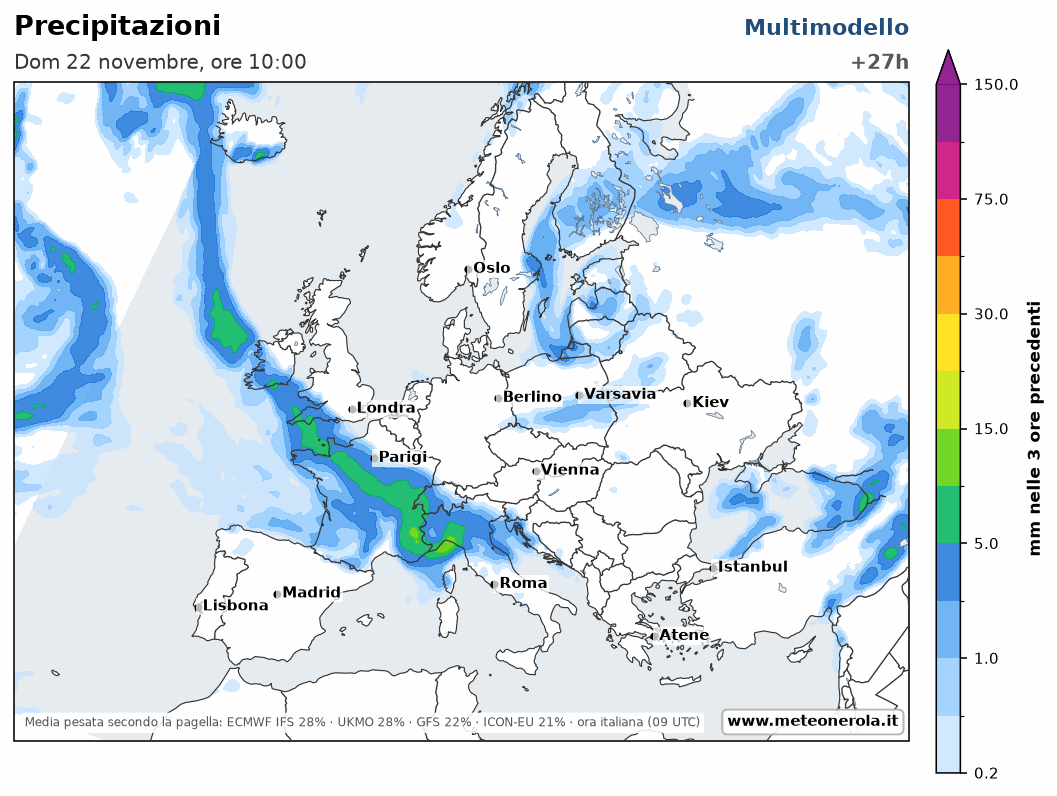 Precipitazioni
Multimodello
Dom 22 novembre, ore 10:00
+27h
150.0
75.0
30.0
15.0
5.0
1.0
0.2
mm nelle 3 ore precedenti
Oslo
Berlino
Varsavia
Kiev
Londra
Parigi
Vienna
Istanbul
Roma
Madrid
Lisbona
Atene
Media pesata secondo la pagella: ECMWF IFS 28% · UKMO 28% · GFS 22% · ICON-EU 21% · ora italiana (09 UTC)
www.meteonerola.it